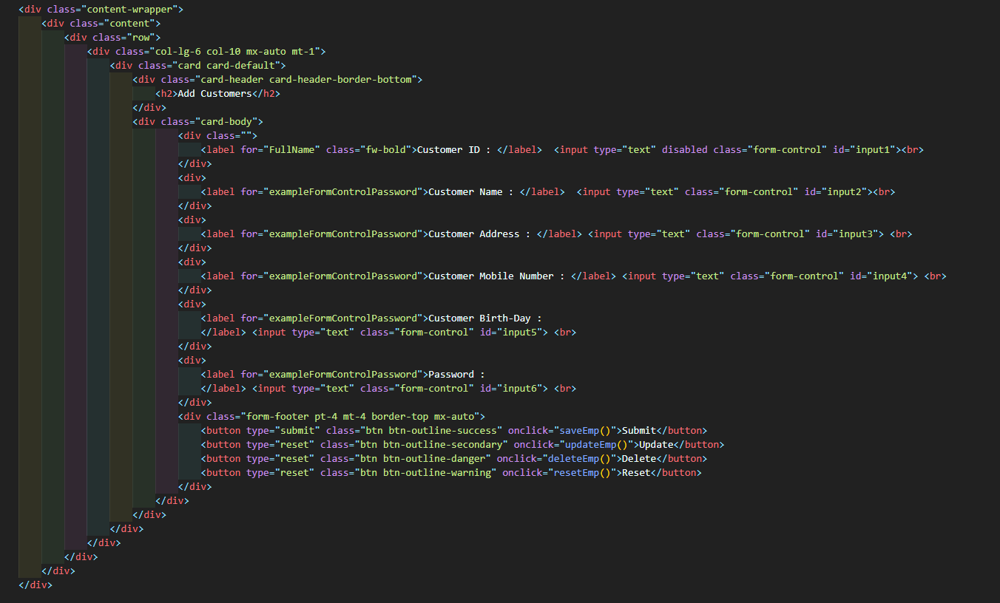 <div class="content-wrapper">
<div class="content">
<div class="row">
<div class="col-lg-6 col-10 mx-auto mt-1">
<div class="card card-default">
<div class="card-header card-header-border-bottom">
<h2>Add Customers</h2>
</div>
<div class="card-body">
<div class="">
<label for="FullName" class="fw-bold">Customer ID : </label>  <input type="text" disabled class="form-control" id="input1"><br>
</div>
<div>
<label for="exampleFormControlPassword">Customer Name : </label>  <input type="text" class="form-control" id="input2"><br>
</div>
<div>
<label for="exampleFormControlPassword">Customer Address : </label> <input type="text" class="form-control" id="input3"> <br>
</div>
<div>
<label for="exampleFormControlPassword">Customer Mobile Number : </label> <input type="text" class="form-control" id="input4"> <br>
</div>
<div>
<label for="exampleFormControlPassword">Customer Birth-Day :
</label> <input type="text" class="form-control" id="input5"> <br>
</div>
<div>
<label for="exampleFormControlPassword">Password :
</label> <input type="text" class="form-control" id="input6"> <br>
</div>
<div class="form-footer pt-4 mt-4 border-top mx-auto">
<button type="submit" class="btn btn-outline-success" onclick="saveEmp()">Submit</button>
<button type="reset" class="btn btn-outline-secondary" onclick="updateEmp()">Update</button>
<button type="reset" class="btn btn-outline-danger" onclick="deleteEmp()">Delete</button>
<button type="reset" class="btn btn-outline-warning" onclick="resetEmp()">Reset</button>
</div>
</div>
</div>
</div>
</div>
</div>
</div>
</div>